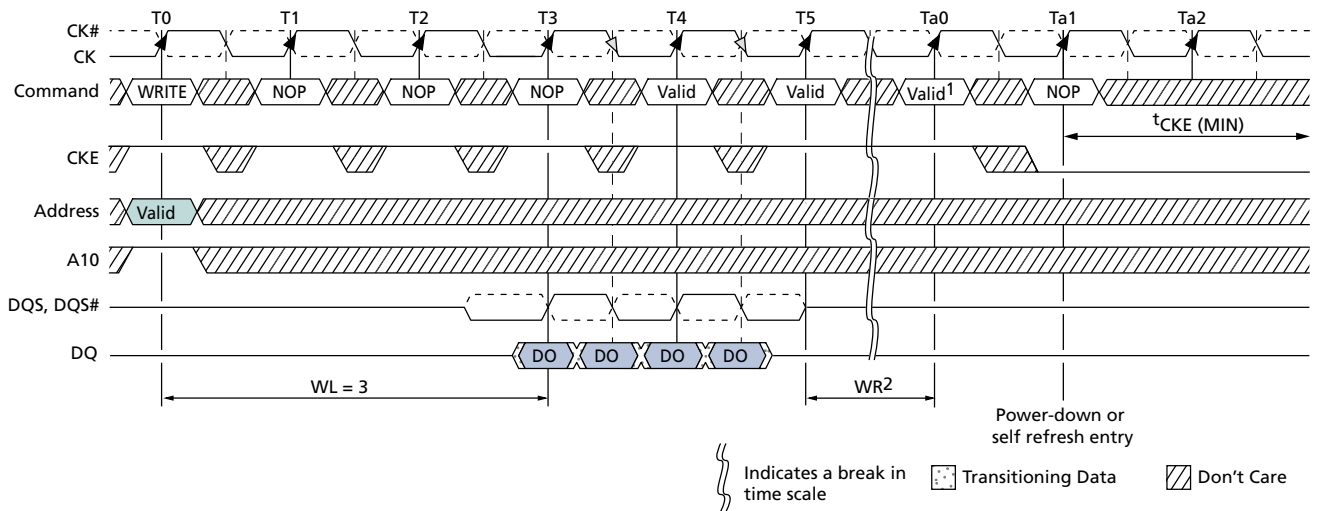 T0 T1 T2 T3 T4 T5 Ta0 Ta1 Ta2
CK#
CK
Command WRITE NOP NOP NOP Valid Valid Valid1 NOP
tCKE (MIN)
CKE
Address Valid
A10
DQS, DQS#
DQ DO DO DO DO
WL = 3 WR2
Power-down or
self refresh entry
Indicates a break in
time scale
Transitioning Data
Don't Care